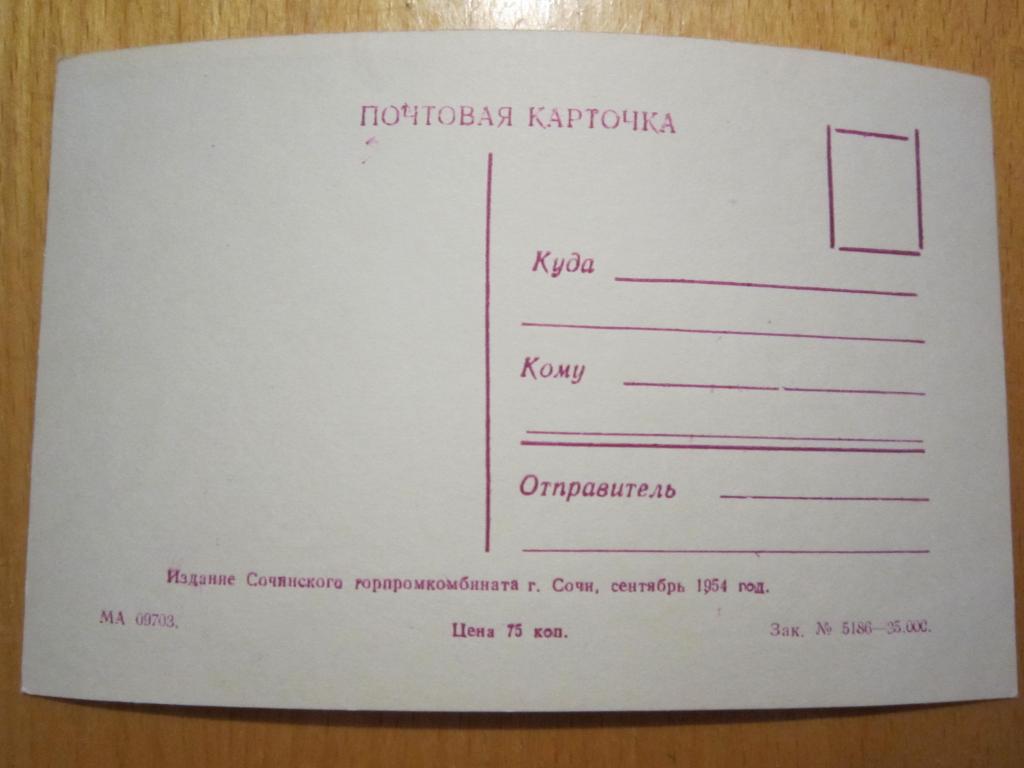 ПОЧТОВАЯ КАРТОЧКА
Куда
Кому
Отправитель
Издание Сочинского горпромкомбината г. Сочи, сентябрь 1954 год.
МА 09703.
Цена 75 коп.
Зак. № 5186—35.000.